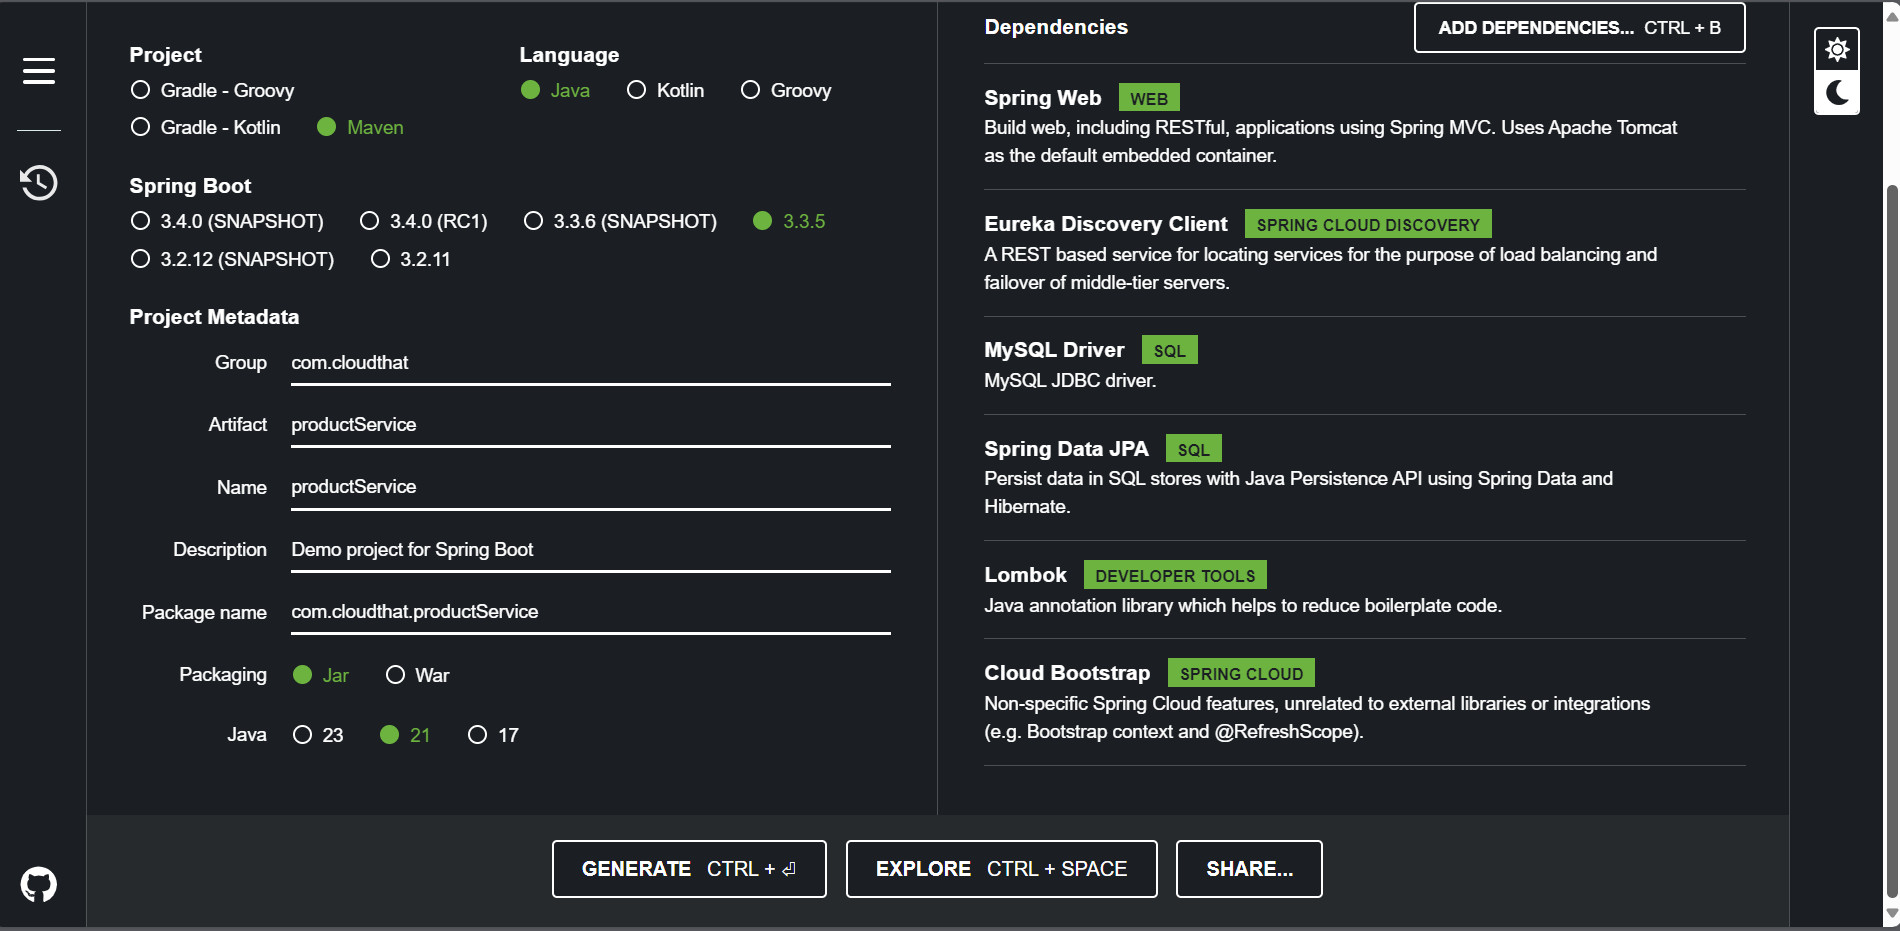 Project
Gradle - Groovy
Gradle - Kotlin Maven
Language
Java Kotlin Groovy
Spring Boot
3.4.0 (SNAPSHOT) 3.4.0 (RC1) 3.3.6 (SNAPSHOT) 3.3.5
3.2.12 (SNAPSHOT) 3.2.11
Project Metadata
Group com.cloudthat
Artifact productService
Name productService
Description Demo project for Spring Boot
Package name com.cloudthat.productService
Packaging Jar War
Java 23 21 17
Dependencies ADD DEPENDENCIES... CTRL + B
Spring Web WEB
Build web, including RESTful, applications using Spring MVC. Uses Apache Tomcat
as the default embedded container.
Eureka Discovery Client SPRING CLOUD DISCOVERY
A REST based service for locating services for the purpose of load balancing and
failover of middle-tier servers.
MySQL Driver SQL
MySQL JDBC driver.
Spring Data JPA SQL
Persist data in SQL stores with Java Persistence API using Spring Data and
Hibernate.
Lombok DEVELOPER TOOLS
Java annotation library which helps to reduce boilerplate code.
Cloud Bootstrap SPRING CLOUD
Non-specific Spring Cloud features, unrelated to external libraries or integrations
(e.g. Bootstrap context and @RefreshScope).
GENERATE CTRL + ⏎ EXPLORE CTRL + SPACE SHARE...